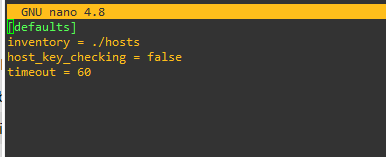 GNU nano 4.8
[defaults]
inventory = ./hosts
host_key_checking = false
timeout = 60